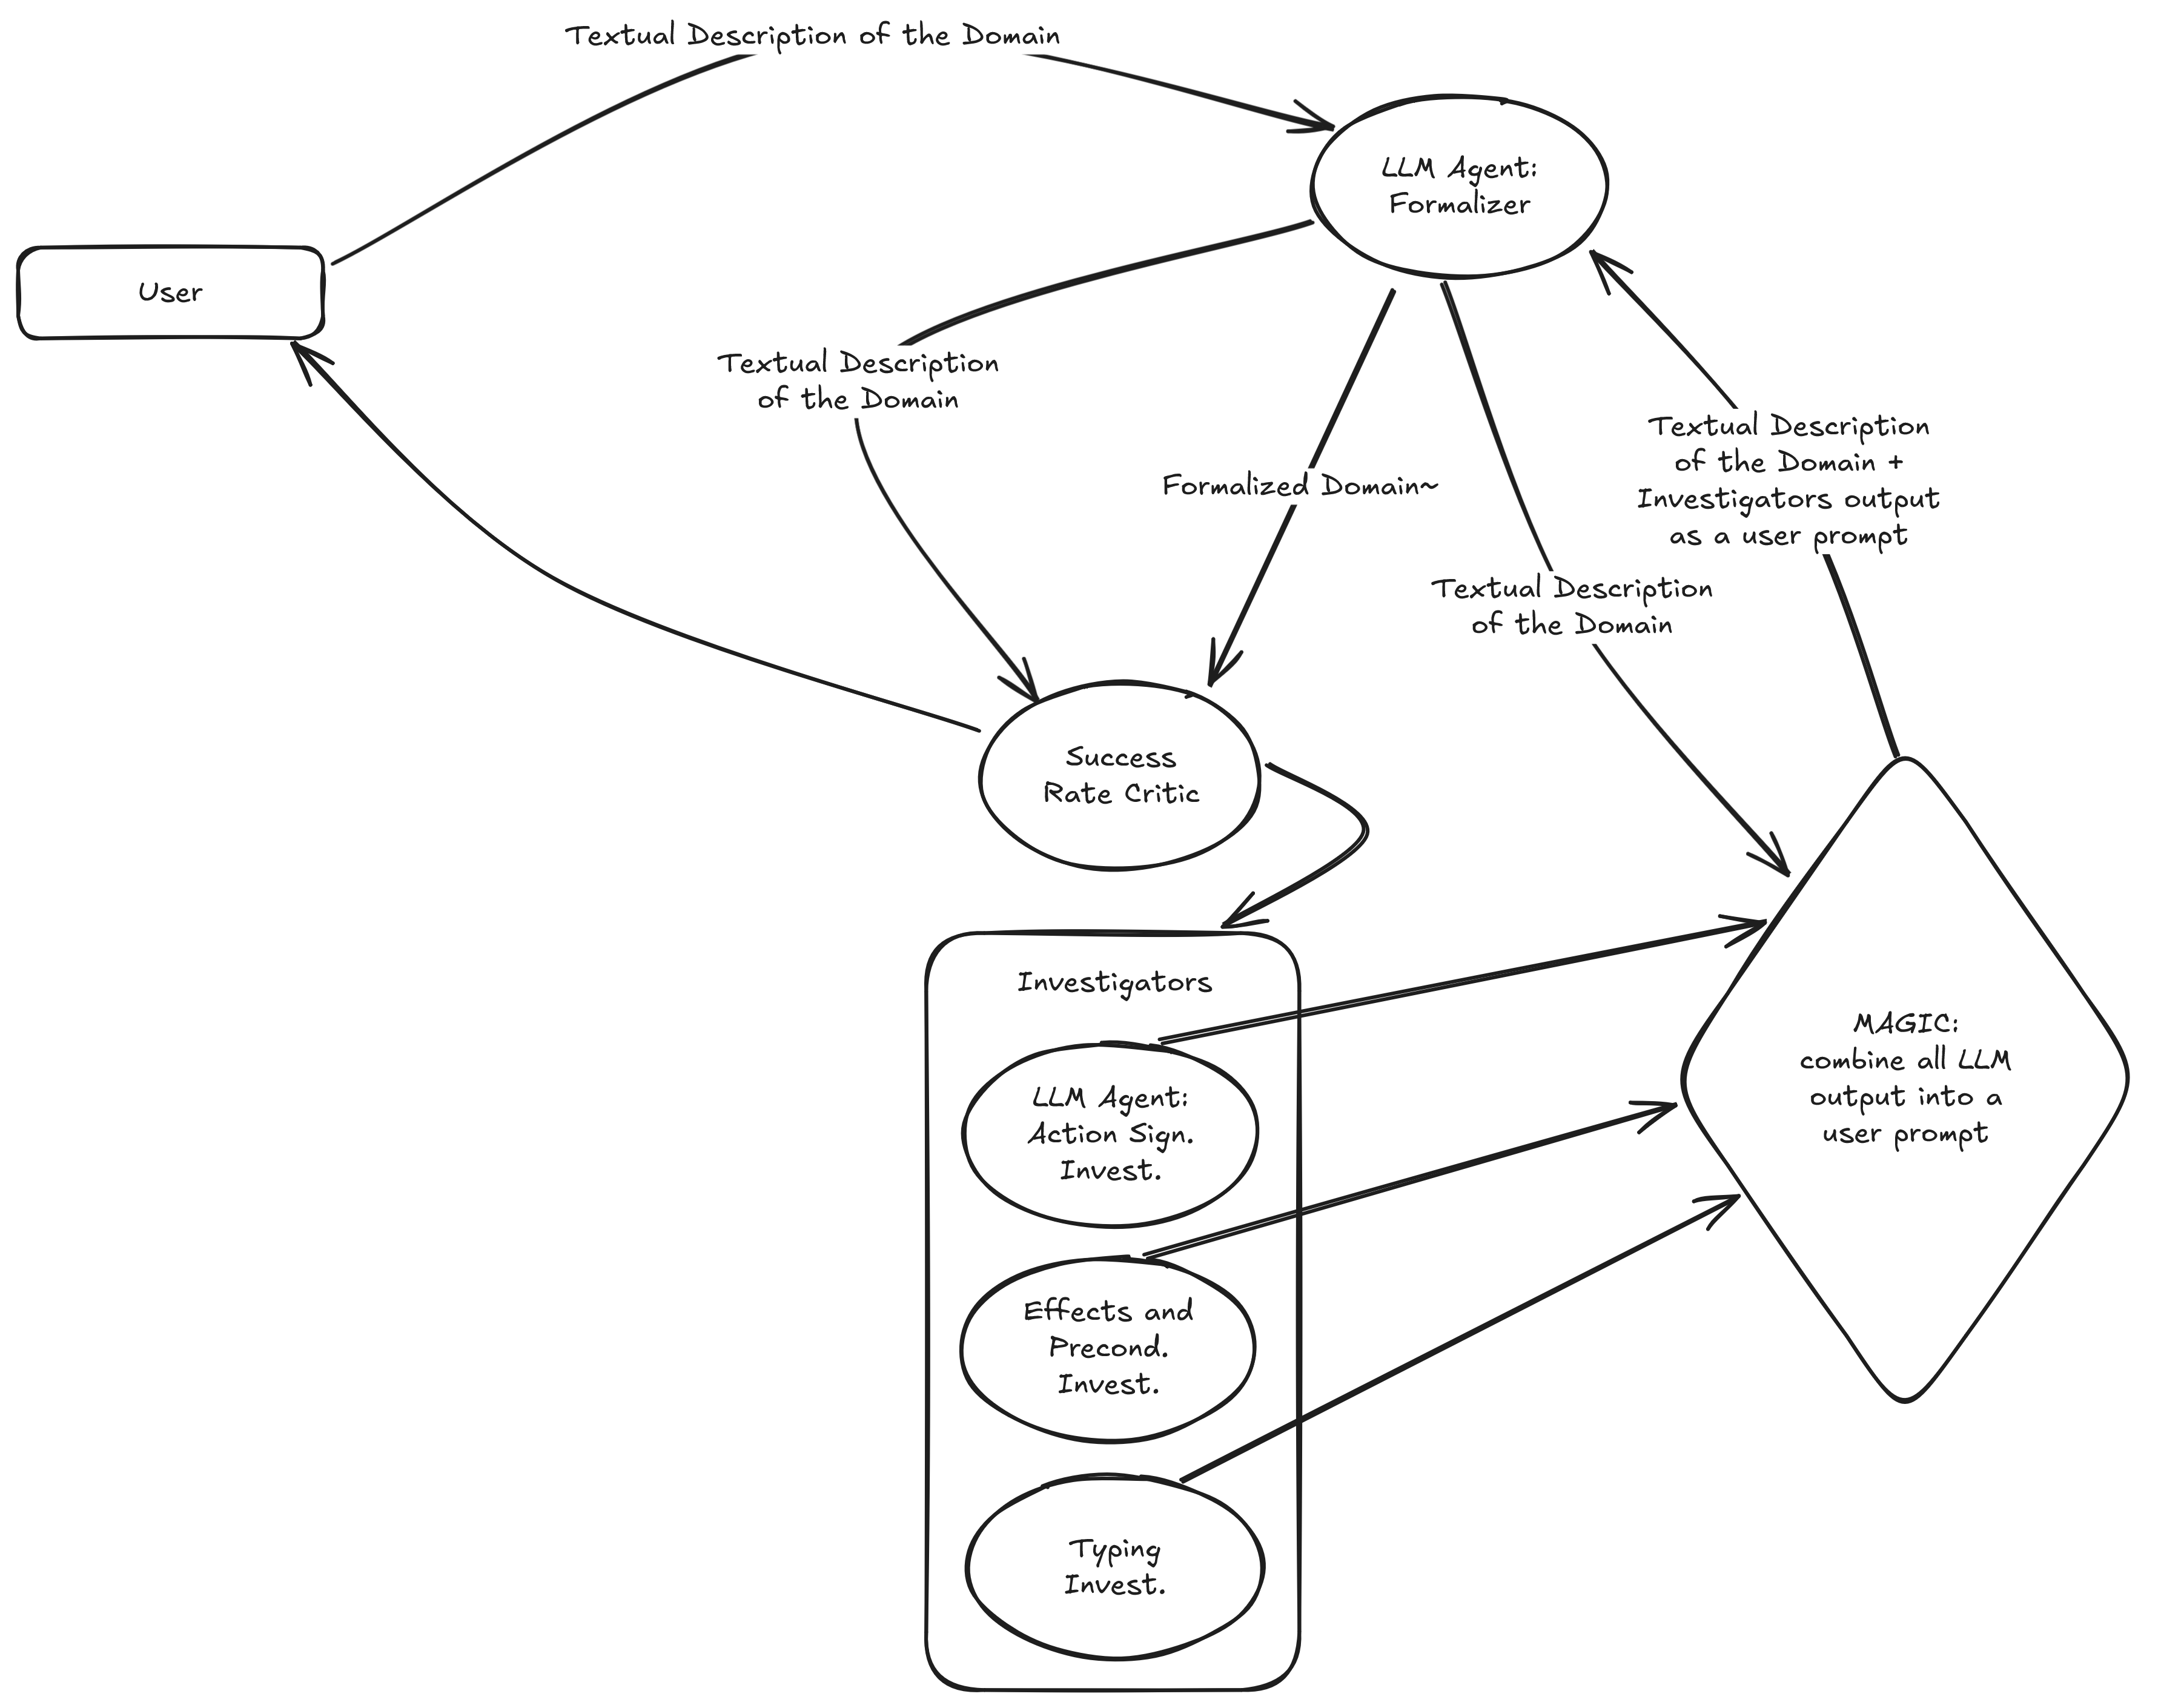 Textual Description of the Domain
LLM Agent:
Formalizer
User
Textual Description
of the Domain
Formalized Domain~
Textual Description
of the Domain +
Investigators output
as a user prompt
Textual Description
of the Domain
Success
Rate Critic
Investigators
LLM Agent:
Action Sign.
Invest.
Effects and
Precond.
Invest.
Typing
Invest.
MAGIC:
combine all LLM
output into a
user prompt